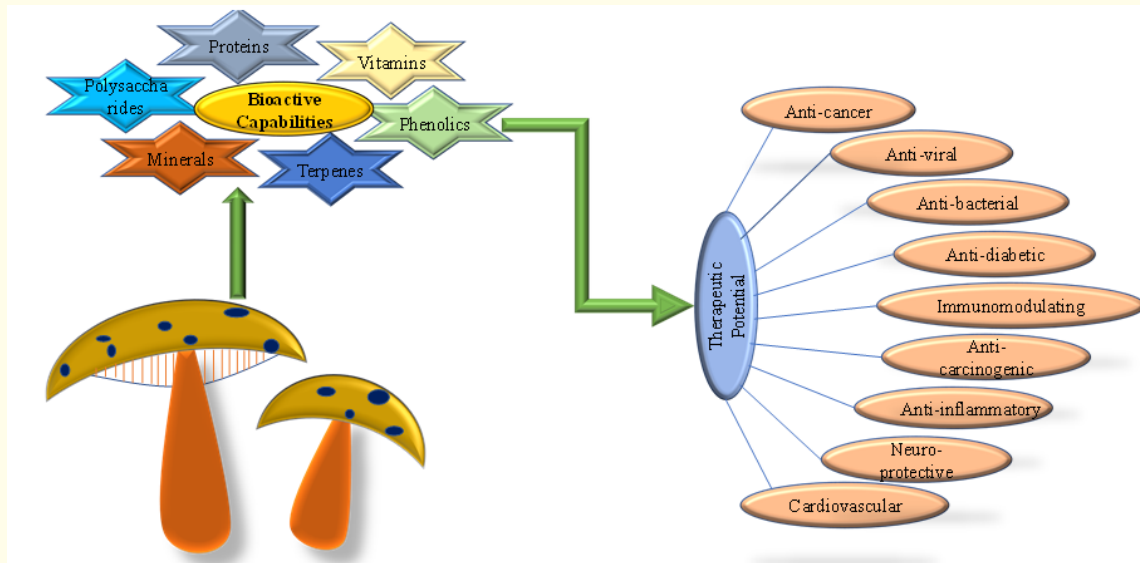 Proteins
Vitamins
Polysaccha
rides
Bioactive
Capabilities
Phenolics
Minerals
Terpenes
Anti-cancer
Anti-viral
Anti-bacterial
Anti-diabetic
Therapeutic
Potential
Immunomodulating
Anti-
carcinogenic
Anti-inflammatory
Neuro-
protective
Cardiovascular